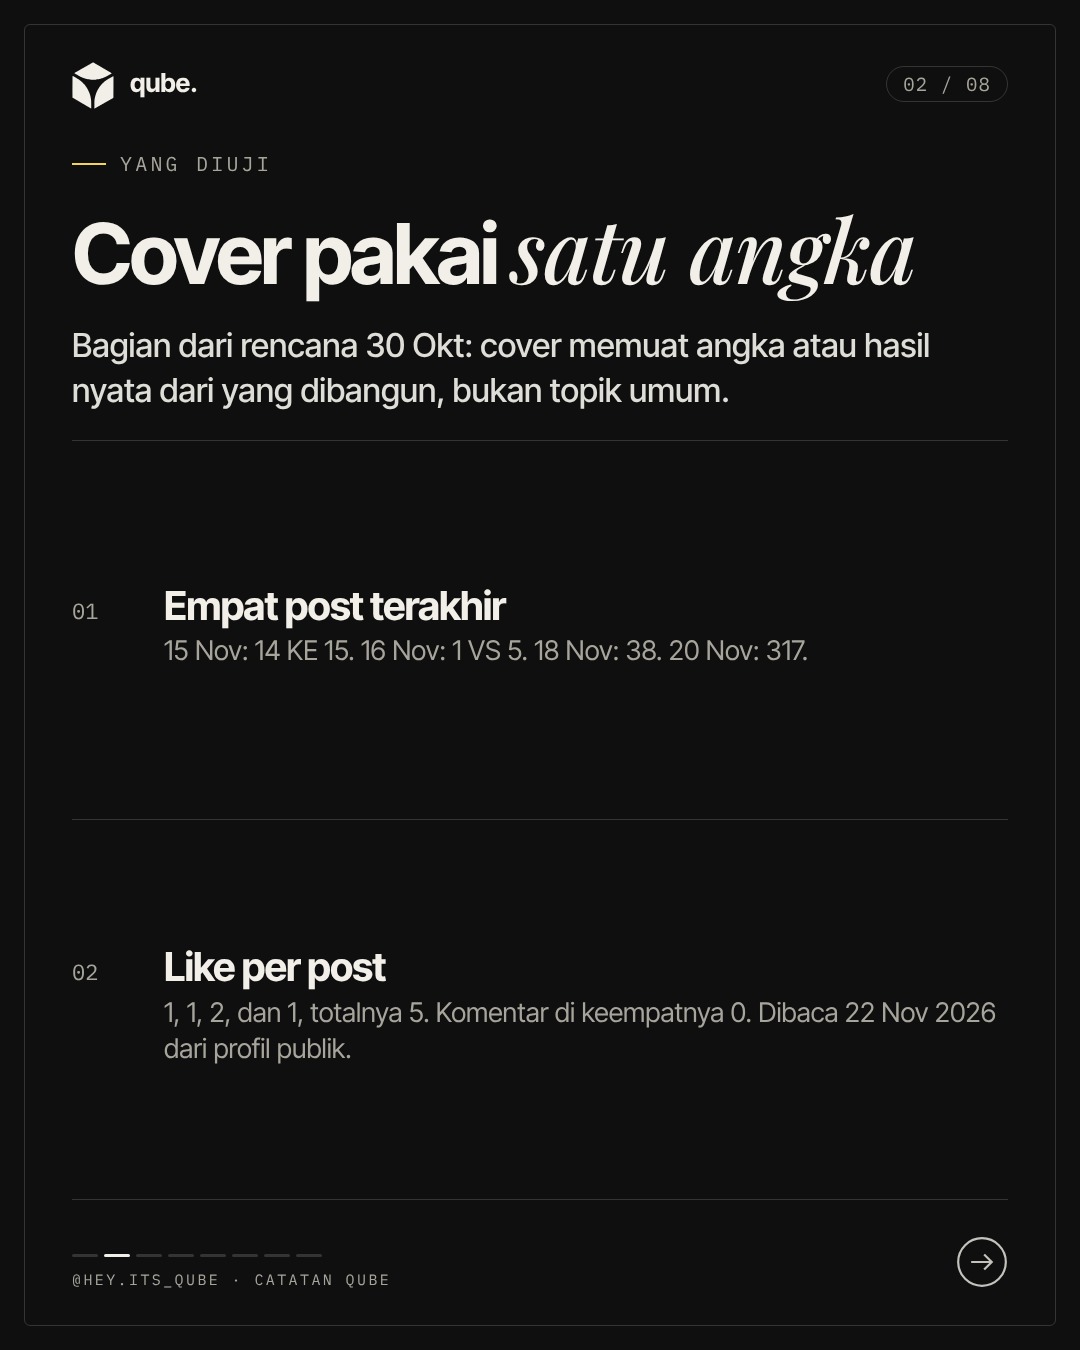 qube.
02 / 08
YANG DIUJI
Cover pakai satu angka
Bagian dari rencana 30 Okt: cover memuat angka atau hasil
nyata dari yang dibangun, bukan topik umum.
01
Empat post terakhir
15 Nov: 14 KE 15. 16 Nov: 1 VS 5. 18 Nov: 38. 20 Nov: 317.
02
Like per post
1, 1, 2, dan 1, totalnya 5. Komentar di keempatnya 0. Dibaca 22 Nov 2026
dari profil publik.
@HEY.ITS_QUBE · CATATAN QUBE